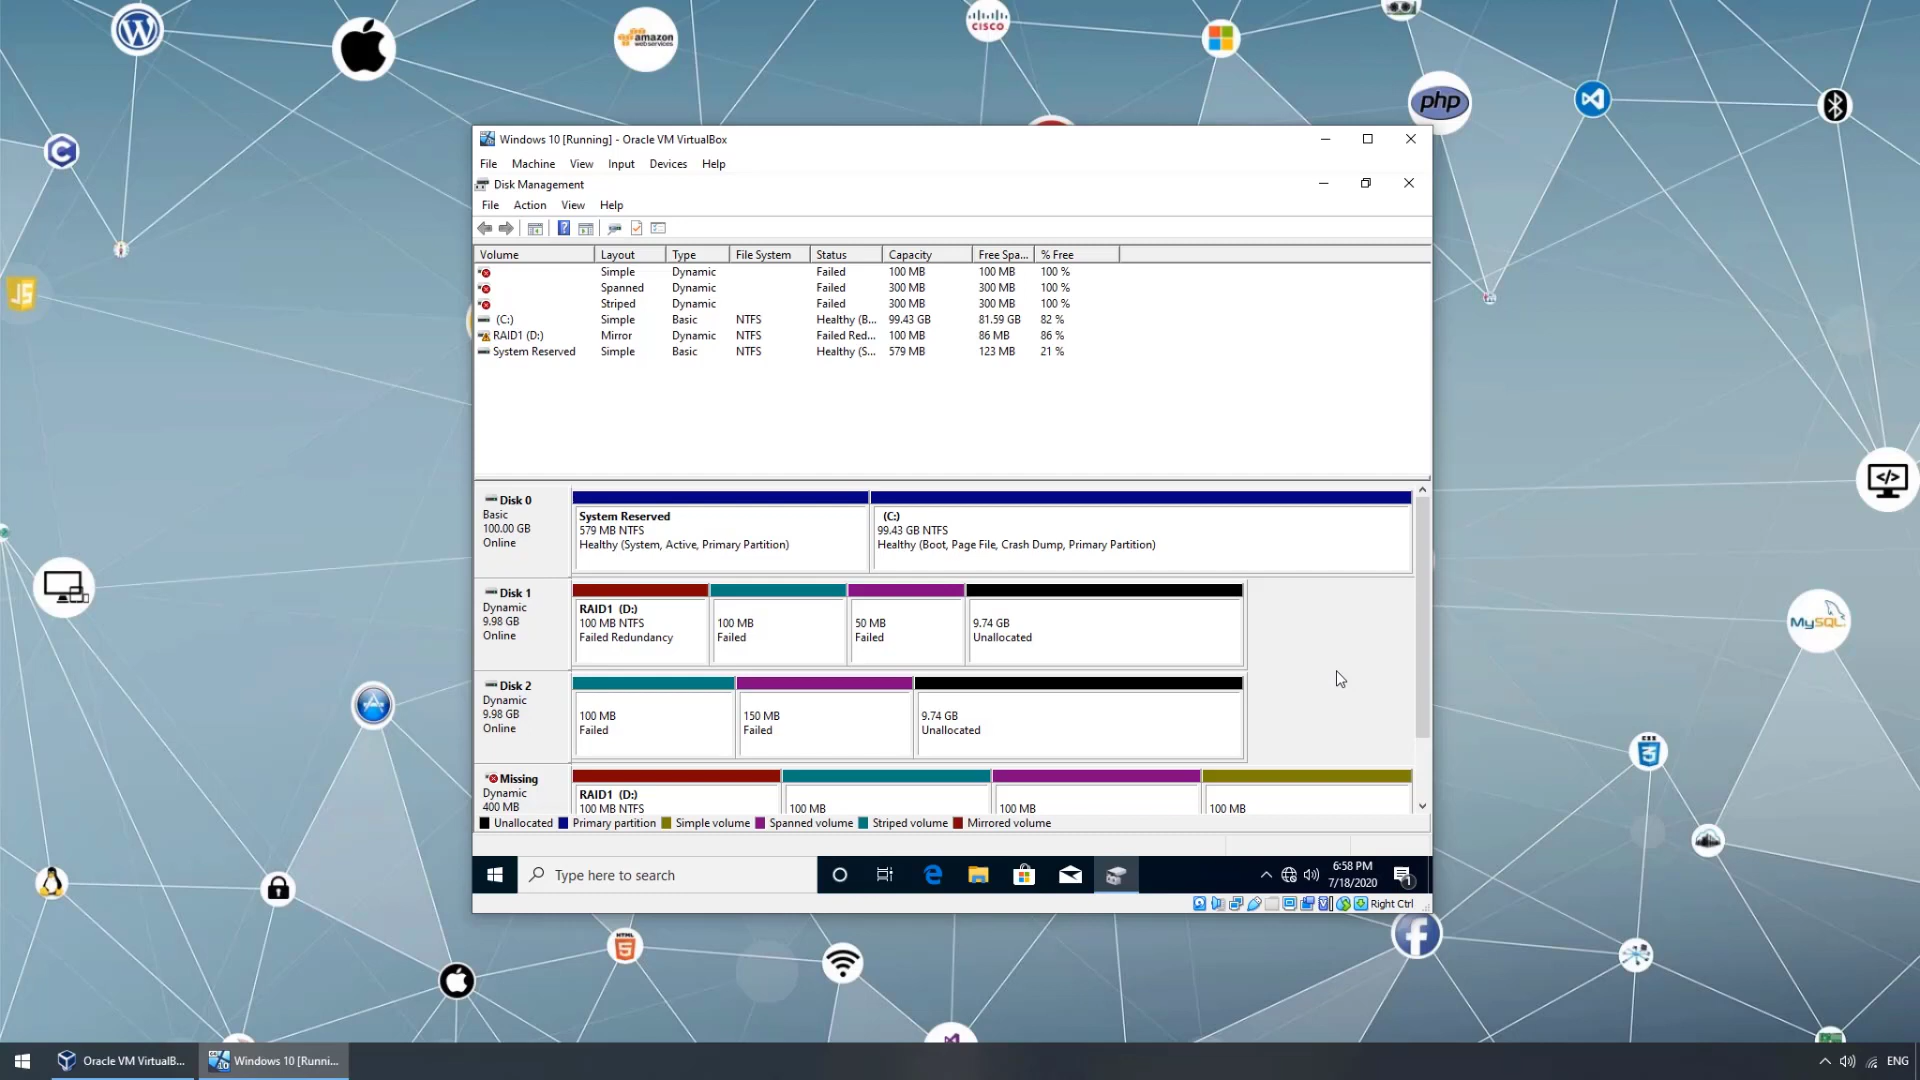 amazon
web services
CISCO
php
JS
Windows 10 [Running] - Oracle VM VirtualBox
File Machine View Input Devices Help
Disk Management
File Action View Help
Volume Layout Type File System Status Capacity Free Spa... % Free
Simple Dynamic Failed 100 MB 100 MB 100 %
Spanned Dynamic Failed 300 MB 300 MB 100 %
Striped Dynamic Failed 300 MB 300 MB 100 %
(C:) Simple Basic NTFS Healthy (B... 99.43 GB 81.59 GB 82 %
RAID1 (D:) Mirror Dynamic NTFS Failed Red... 100 MB 86 MB 86 %
System Reserved Simple Basic NTFS Healthy (S... 579 MB 123 MB 21 %
Disk 0
Basic
100.00 GB
Online
System Reserved
579 MB NTFS
Healthy (System, Active, Primary Partition)
(C:)
99.43 GB NTFS
Healthy (Boot, Page File, Crash Dump, Primary Partition)
Disk 1
Dynamic
9.98 GB
Online
RAID1 (D:)
100 MB NTFS
Failed Redundancy
100 MB
Failed
50 MB
Failed
9.74 GB
Unallocated
Disk 2
Dynamic
9.98 GB
Online
100 MB
Failed
150 MB
Failed
9.74 GB
Unallocated
Missing
Dynamic
400 MB
RAID1 (D:)
100 MB NTFS
100 MB
100 MB
100 MB
Unallocated Primary partition Simple volume Spanned volume Striped volume Mirrored volume
Type here to search
6:58 PM
7/18/2020
1
Right Ctrl
MySQL
CSS
3
HTML
5
Oracle VM VirtualB...
Windows 10 [Runni...
ENG